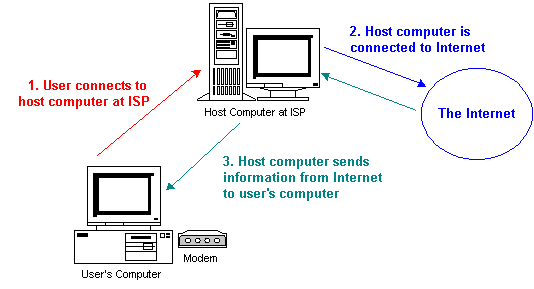 2. Host computer is
connected to Internet
1. User connects to
host computer at ISP
The Internet
Host Computer at ISP
3. Host computer sends
information from Internet
to user's computer
Modem
User's Computer